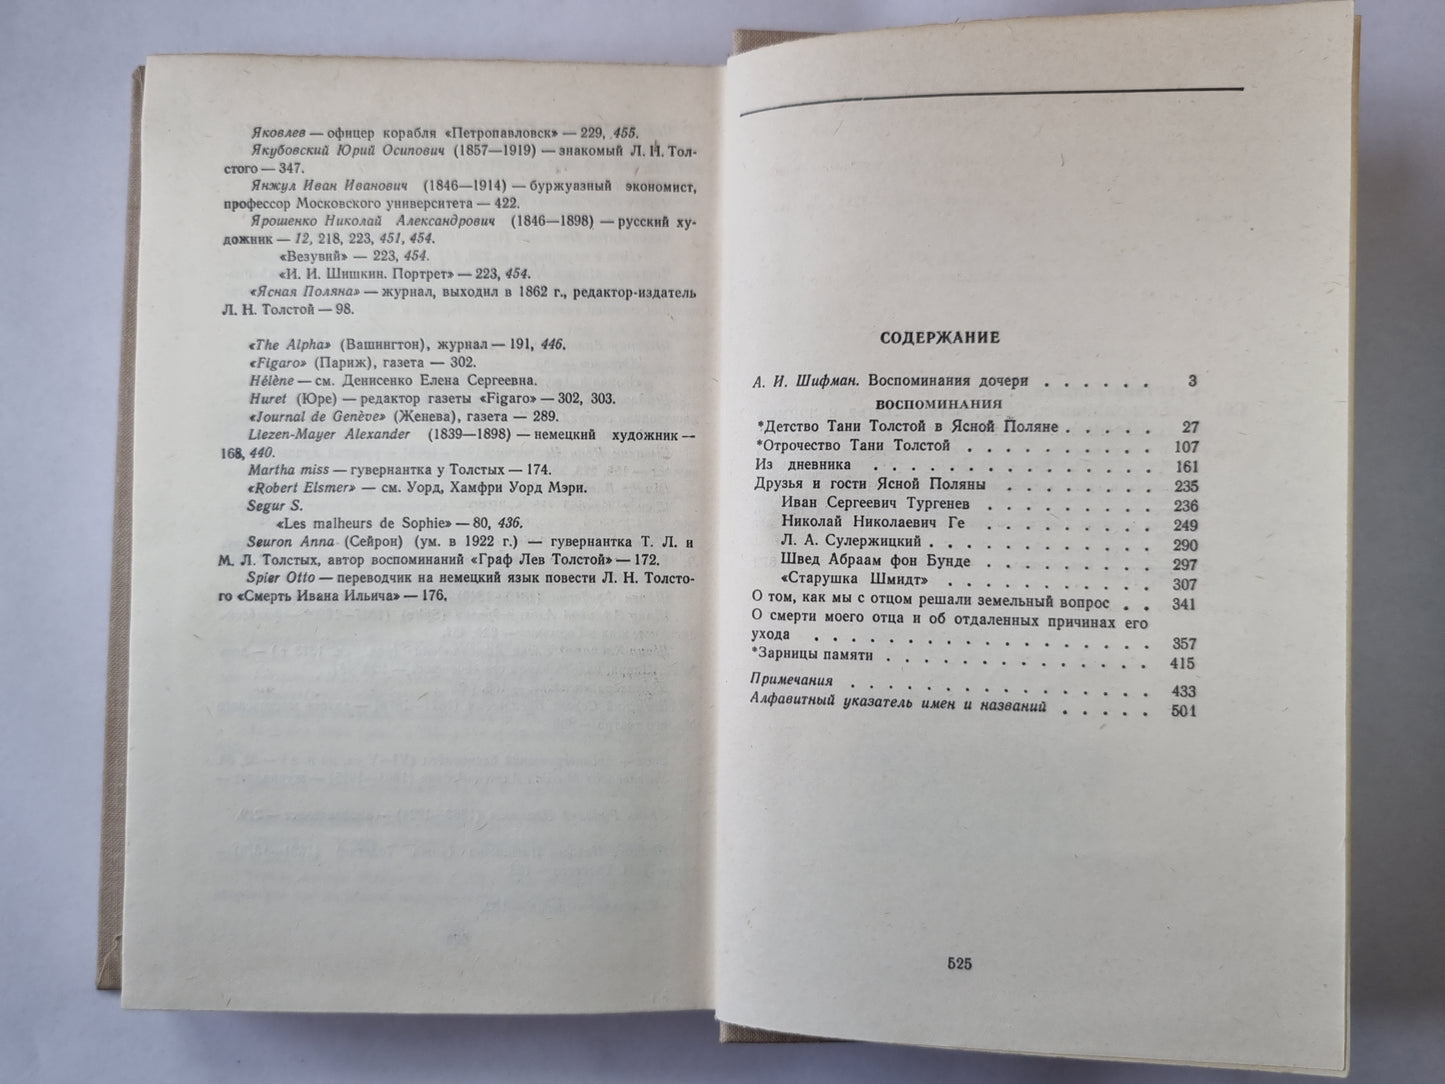 Яковлев — офицер корабля «Петропавловск» — 229, 455.
Якубовский Юрий Осипович (1857—1919) — знакомый Л. Н. Тол-
стого — 347.
Янжул Иван Иванович (1846—1914) — буржуазный экономист,
профессор Московского университета — 422.
Ярошенко Николай Александрович (1846—1898) — русский ху-
дожник — 12, 218, 223, 451, 454.
«Везувий» — 223, 454.
«И. И. Шишкин. Портрет» — 223, 454.
«Ясная Поляна» — журнал, выходил в 1862 г., редактор-издатель
Л. Н. Толстой — 98.
«The Alpha» (Вашингтон), журнал — 191, 446.
«Figaro» (Париж), газета — 302.
Hélène — см. Денисенко Елена Сергеевна.
Huret (Юре) — редактор газеты «Figaro» — 302, 303.
«Journal de Genève» (Женева), газета — 289.
Liezen-Mayer Alexander (1839—1898) — немецкий художник —
168, 440.
Martha miss — гувернантка у Толстых — 174.
«Robert Elsmer» — см. Уорд, Хамфри Уорд Мэри.
Segur S.
«Les malheurs de Sophie» — 80, 436.
Seuron Anna (Сейрон) (ум. в 1922 г.) — гувернантка Т. Л. и
М. Л. Толстых, автор воспоминаний «Граф Лев Толстой» — 172.
Spier Otto — переводчик на немецкий язык повести Л. Н. Толсто-
го «Смерть Ивана Ильича» — 176.
СОДЕРЖАНИЕ
А. И. Шифман. Воспоминания дочери . . . . . . 3
ВОСПОМИНАНИЯ
*Детство Тани Толстой в Ясной Поляне . . . . . 27
*Отрочество Тани Толстой . . . . . . . . . . 107
Из дневника . . . . . . . . . . . . . . . 161
Друзья и гости Ясной Поляны . . . . . . . . 235
Иван Сергеевич Тургенев . . . . . . . . . 236
Николай Николаевич Ге . . . . . . . . . 249
Л. А. Сулержицкий . . . . . . . . . . . . 290
Швед Абраам фон Бунде . . . . . . . . . 297
«Старушка Шмидт» . . . . . . . . . . . 307
О том, как мы с отцом решали земельный вопрос . . 341
О смерти моего отца и об отдаленных причинах его
ухода . . . . . . . . . . . . . . . . . . 357
*Зарницы памяти . . . . . . . . . . . . . . 415
Примечания . . . . . . . . . . . . . . . . 433
Алфавитный указатель имен и названий . . . . . 501
525